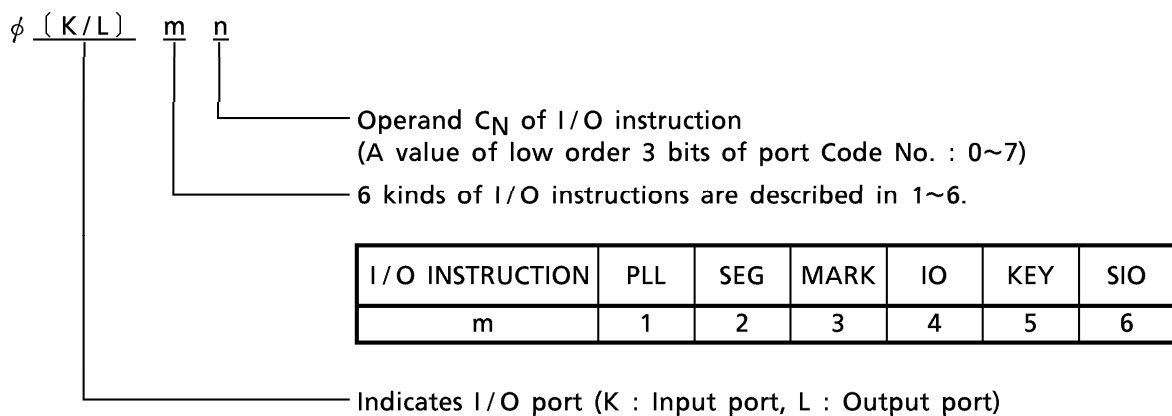 ϕ〔K/L〕 m n
Operand CN of I/O instruction
(A value of low order 3 bits of port Code No. : 0~7)
6 kinds of I/O instructions are described in 1~6.
I/O INSTRUCTION PLL SEG MARK IO KEY SIO
m 1 2 3 4 5 6
Indicates I/O port (K : Input port, L : Output port)